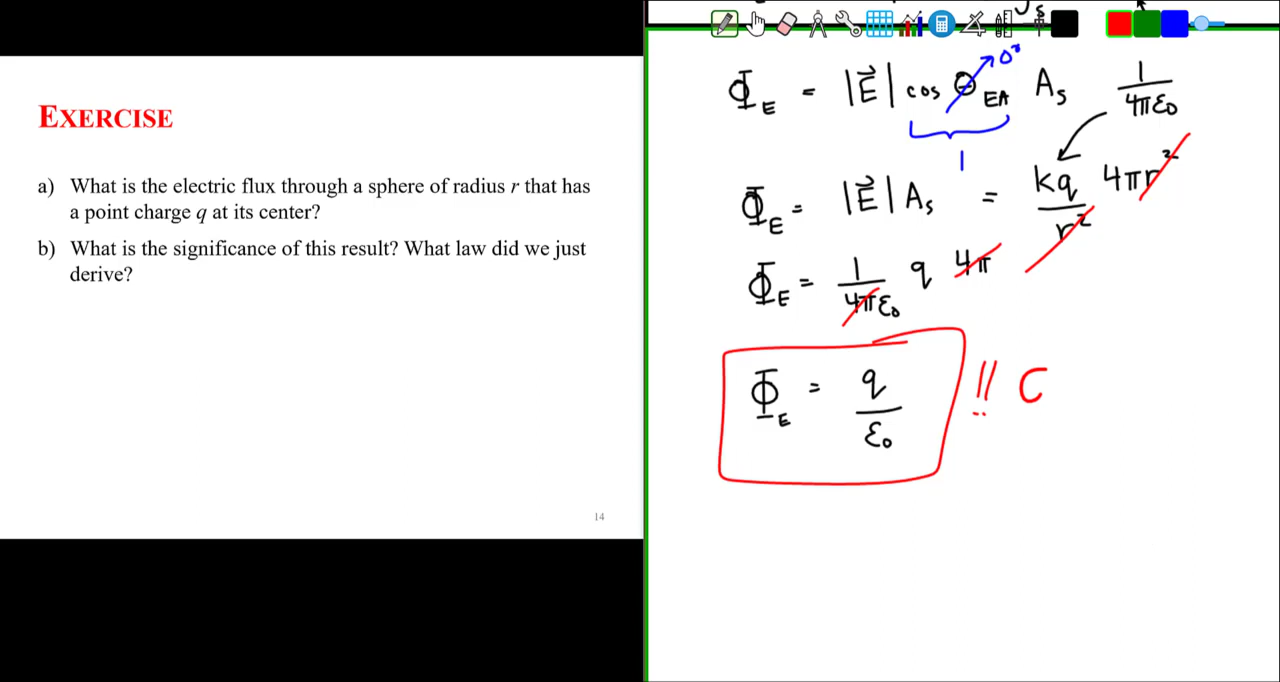 EXERCISE
a) What is the electric flux through a sphere of radius r that has
a point charge q at its center?
b) What is the significance of this result? What law did we just
derive?
14
Φ_E = |E⃗| cos θ_EA A_s 1/(4πε₀)
0°
1
Φ_E = |E⃗| A_s = kq/r² 4πr²
Φ_E = 1/(4πε₀) q 4π
Φ_E = q/ε₀ !! C